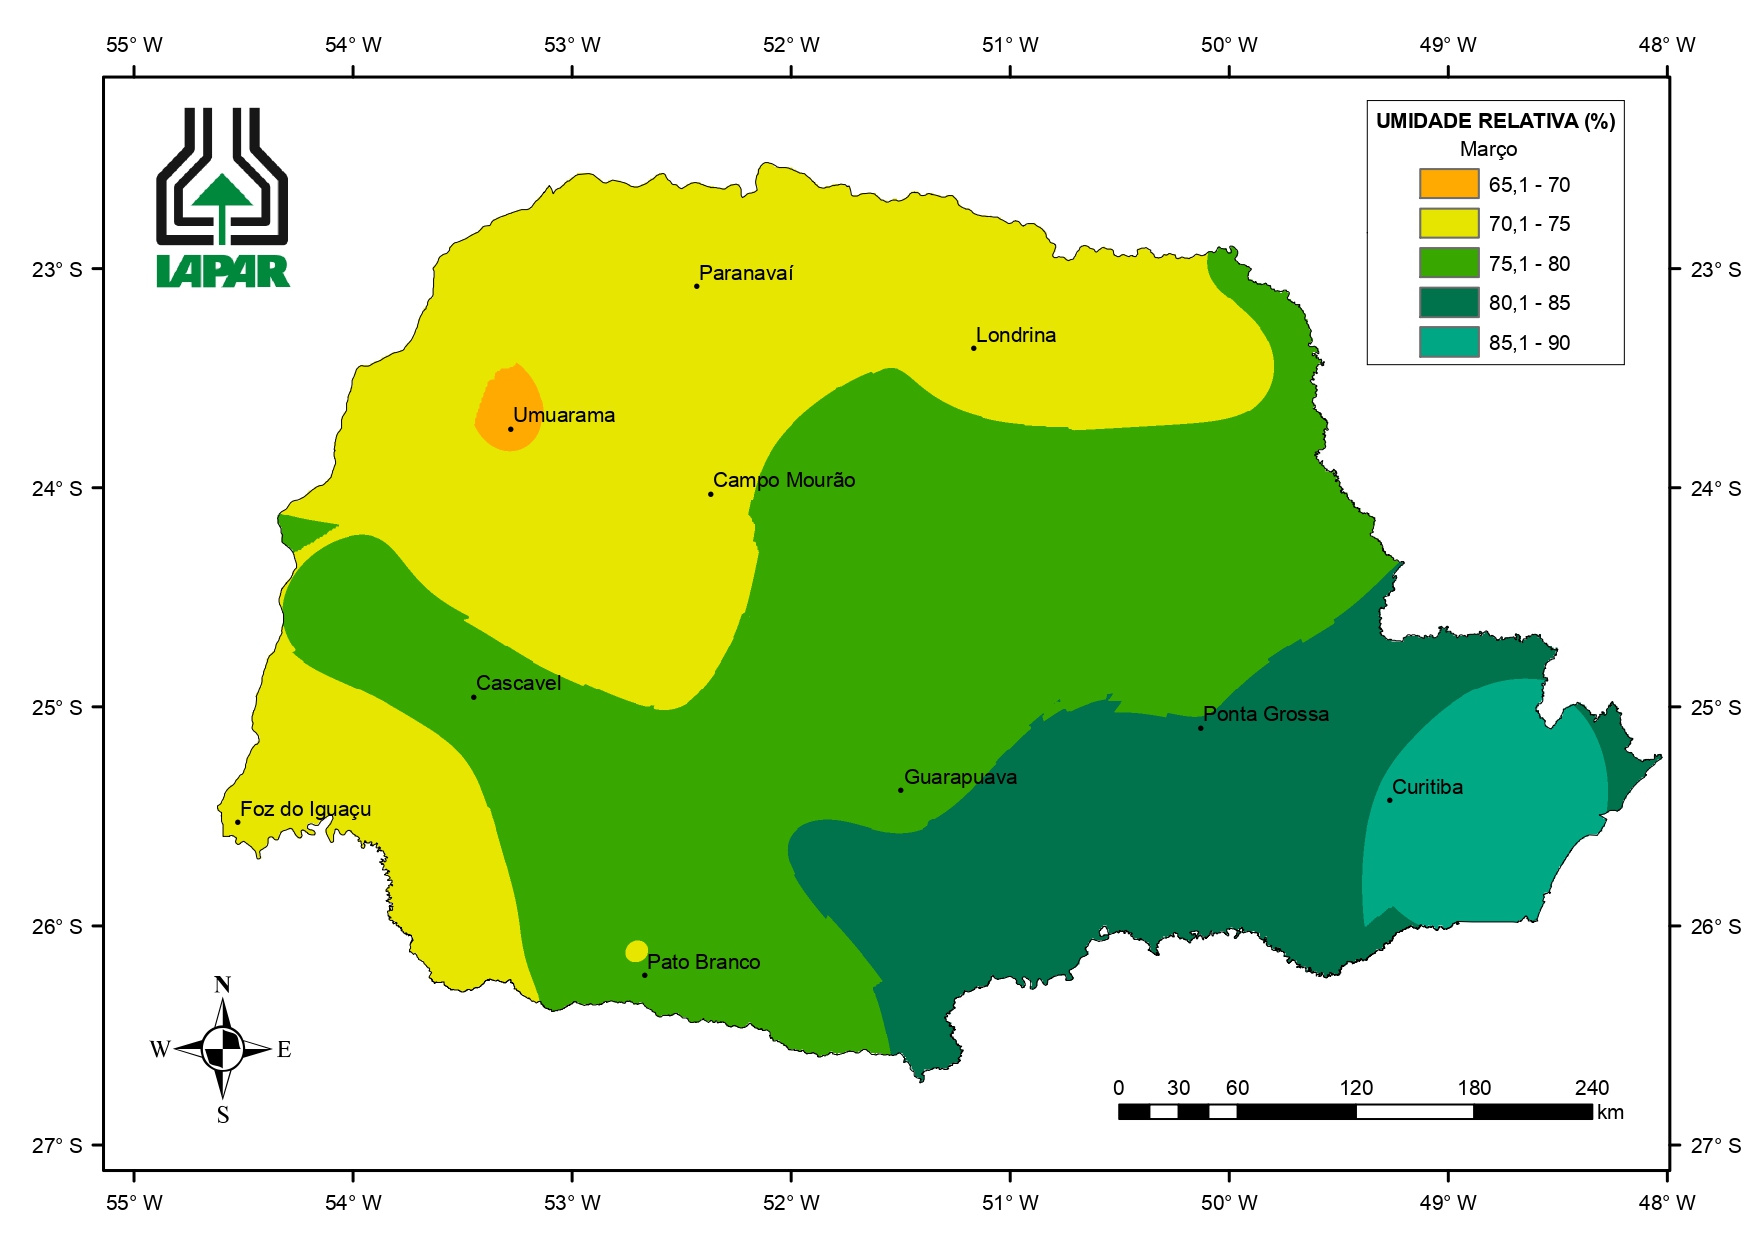 55° W 54° W 53° W 52° W 51° W 50° W 49° W 48° W
IAPAR
UMIDADE RELATIVA (%)
Março
65,1 - 70
70,1 - 75
75,1 - 80
80,1 - 85
85,1 - 90
23° S 23° S
Paranavaí
Londrina
Umuarama
Campo Mourão
24° S 24° S
Cascavel
25° S 25° S
Ponta Grossa
Guarapuava
Curitiba
Foz do Iguaçu
26° S 26° S
Pato Branco
N
W E
S
0 30 60 120 180 240
km
27° S 27° S
55° W 54° W 53° W 52° W 51° W 50° W 49° W 48° W